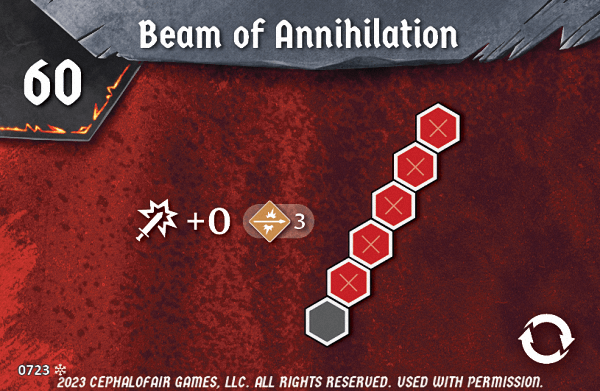 Beam of Annihilation
60
+0 3
0723
2023 CEPHALOFAIR GAMES, LLC. ALL RIGHTS RESERVED. USED WITH PERMISSION.